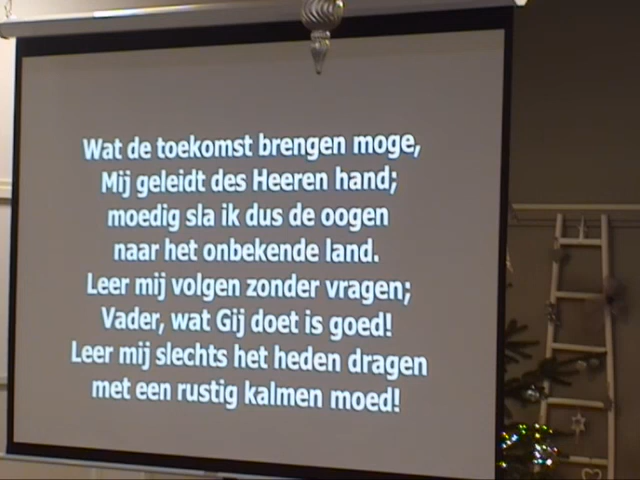 Wat de toekomst brengen moge,
Mij geleidt des Heeren hand;
moedig sla ik dus de oogen
naar het onbekende land.
Leer mij volgen zonder vragen;
Vader, wat Gij doet is goed!
Leer mij slechts het heden dragen
met een rustig kalmen moed!